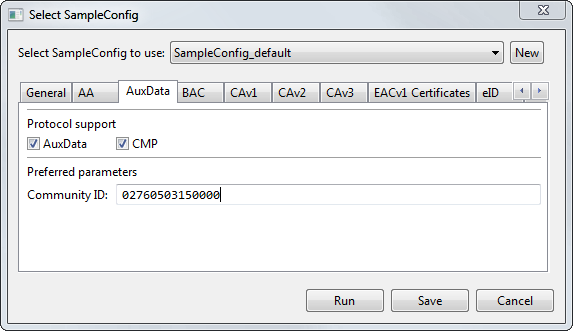 Select SampleConfig
Select SampleConfig to use: SampleConfig_default New
General AA AuxData BAC CAv1 CAv2 CAv3 EACv1 Certificates eID
Protocol support
AuxData CMP
Preferred parameters
Community ID: 02760503150000
Run Save Cancel